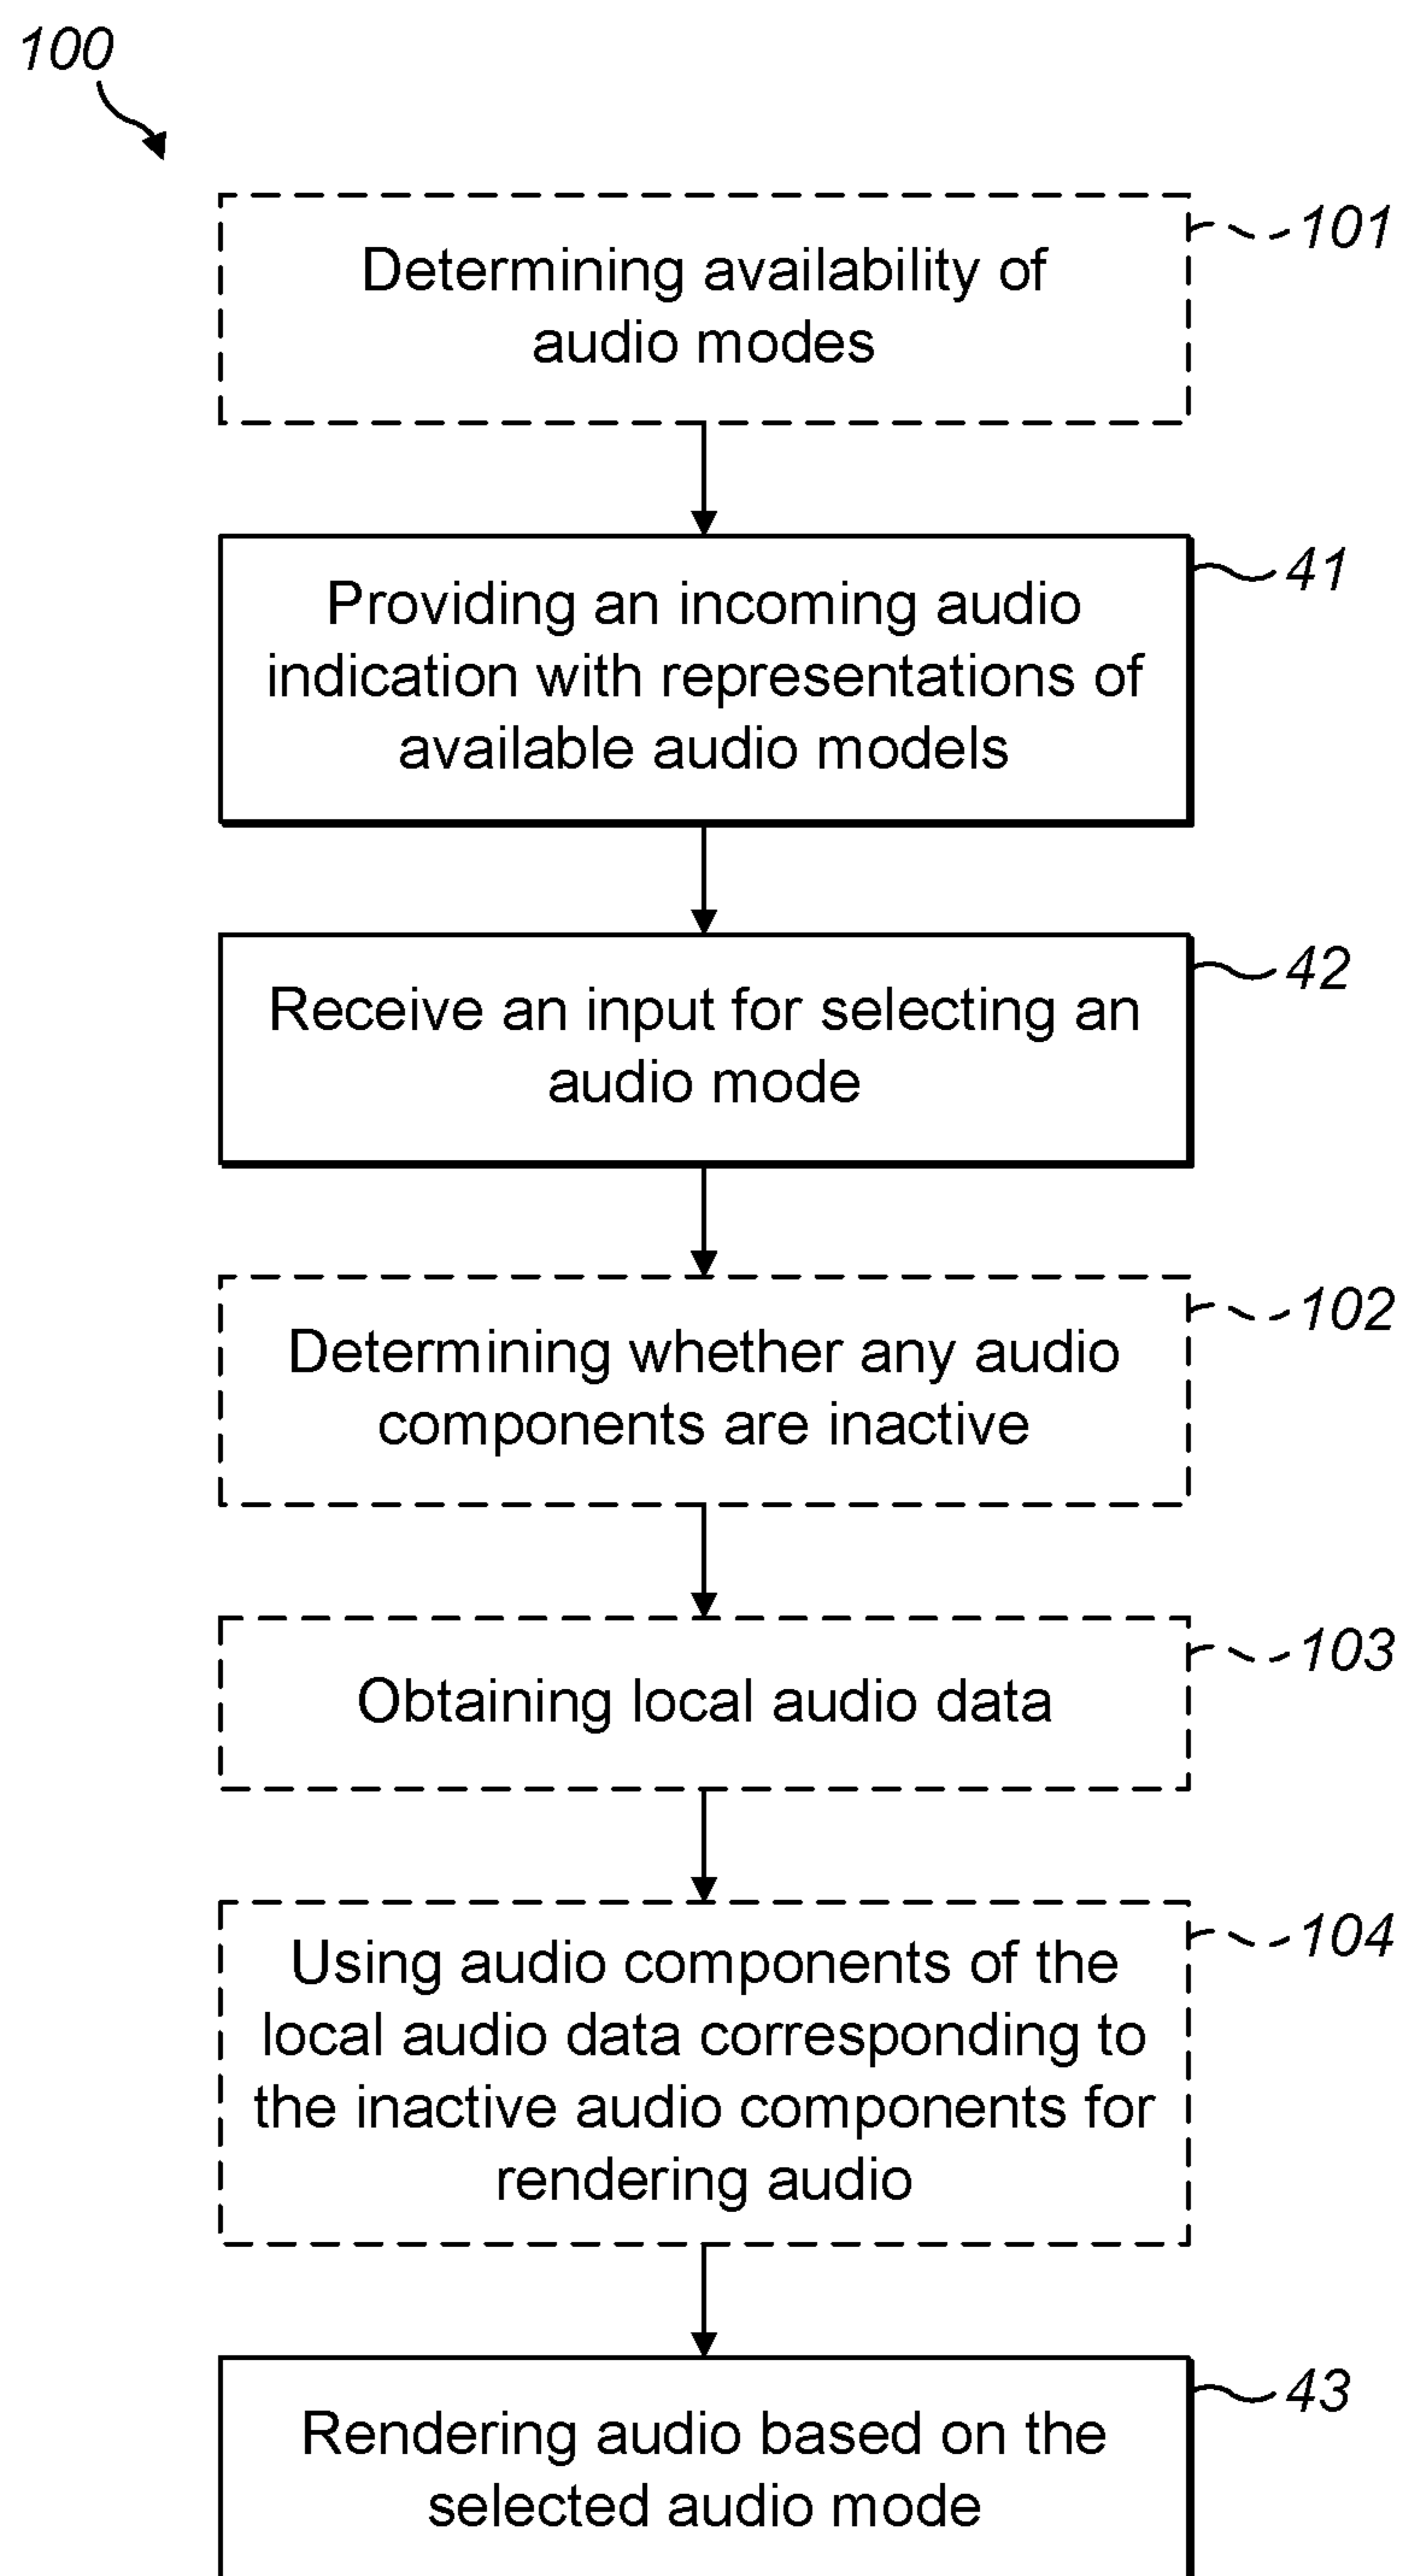 100
Determining availability of
audio modes
101
Providing an incoming audio
indication with representations of
available audio models
41
Receive an input for selecting an
audio mode
42
Determining whether any audio
components are inactive
102
Obtaining local audio data
103
Using audio components of the
local audio data corresponding to
the inactive audio components for
rendering audio
104
Rendering audio based on the
selected audio mode
43